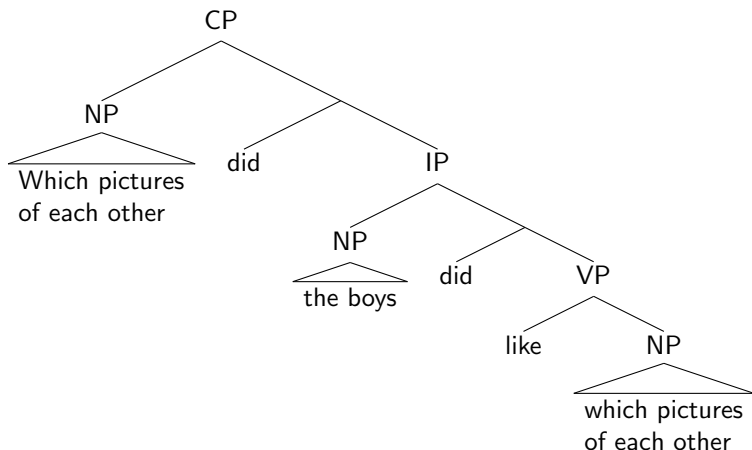 CP
NP
Which pictures
of each other
did
IP
NP
the boys
did
VP
like
NP
which pictures
of each other